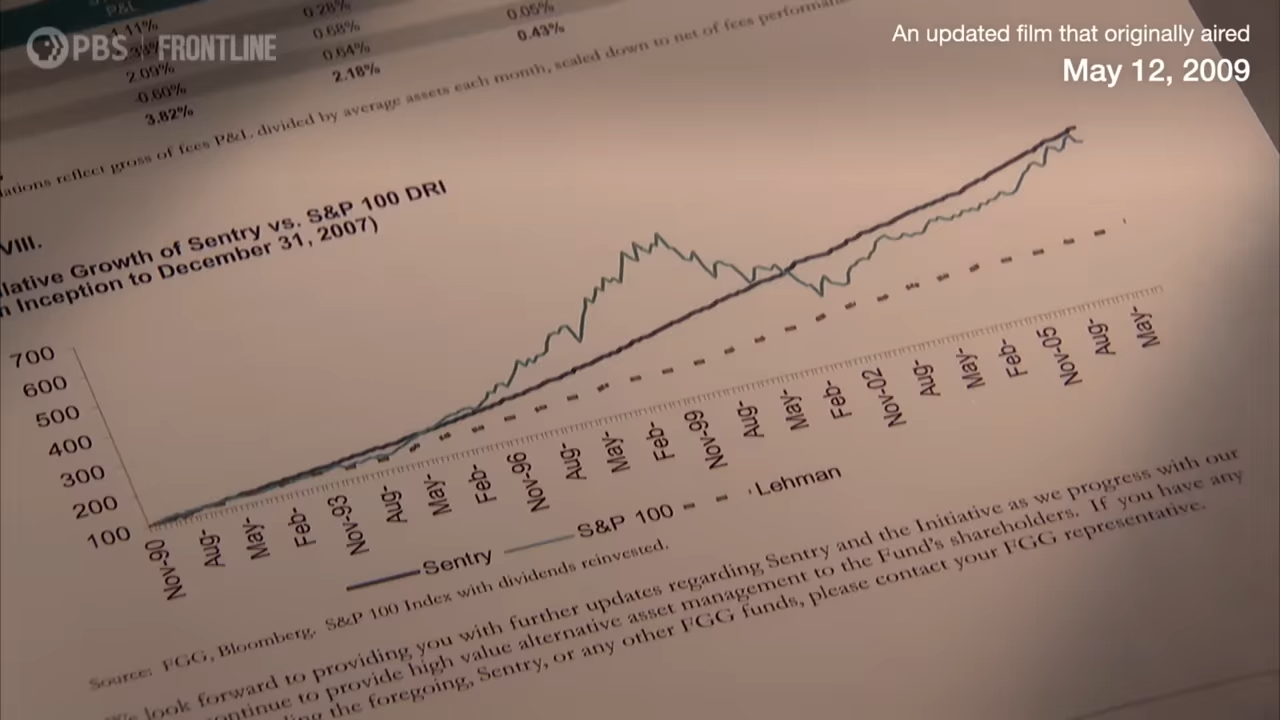 PBS | FRONTLINE
An updated film that originally aired
May 12, 2009
P&L
0.28%
0.05%
0.68%
0.43%
2.09%
0.64%
-0.60%
2.18%
3.82%
reflect gross of fees P&L divided by average assets each month, scaled down to net of fees
VIII.
Growth of Sentry vs. S&P 100 DRI
Inception to December 31, 2007)
700
600
500
400
300
200
100
Nov-90
Aug-
May-
Feb-
Nov-93
Aug-
May-
Feb-
Nov-96
Aug-
May-
Feb-
Nov-99
Aug-
May-
Feb-
Nov-02
Aug-
May-
Feb-
Nov-05
Aug-
May-
Sentry
S&P 100
Lehman
Source: FGG, Bloomberg. S&P 100 Index with dividends reinvested.
We look forward to providing you with further updates regarding Sentry and the Initiative as we progress with our
continue to provide high value alternative asset management to the Fund's shareholders. If you have any
the foregoing, Sentry, or any other FGG funds, please contact your FGG representative.